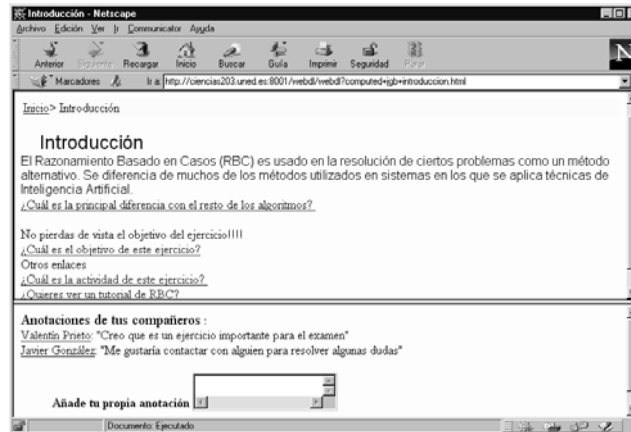 Introducción - Netscape
Archivo Edición Ver Ir Communicator Ayuda
Anterior Siguiente Recargar Inicio Buscar Guía Imprimir Seguridad Parar
Marcadores Ir a: http://ciencias203.uned.es:8001/webdl/webdl?computed+jgb+introduccion.html
Inicio> Introducción
Introducción
El Razonamiento Basado en Casos (RBC) es usado en la resolución de ciertos problemas como un método
alternativo. Se diferencia de muchos de los métodos utilizados en sistemas en los que se aplica técnicas de
Inteligencia Artificial.
¿Cuál es la principal diferencia con el resto de los algoritmos?
No pierdas de vista el objetivo del ejercicio!!!!
¿Cuál es el objetivo de este ejercicio?
Otros enlaces
¿Cuál es la actividad de este ejercicio?
¿Quieres ver un tutorial de RBC?
Anotaciones de tus compañeros :
Valentín Prieto: "Creo que es un ejercicio importante para el examen"
Javier González: "Me gustaría contactar con alguien para resolver algunas dudas"
Añade tu propia anotación
Documento: Ejecutado